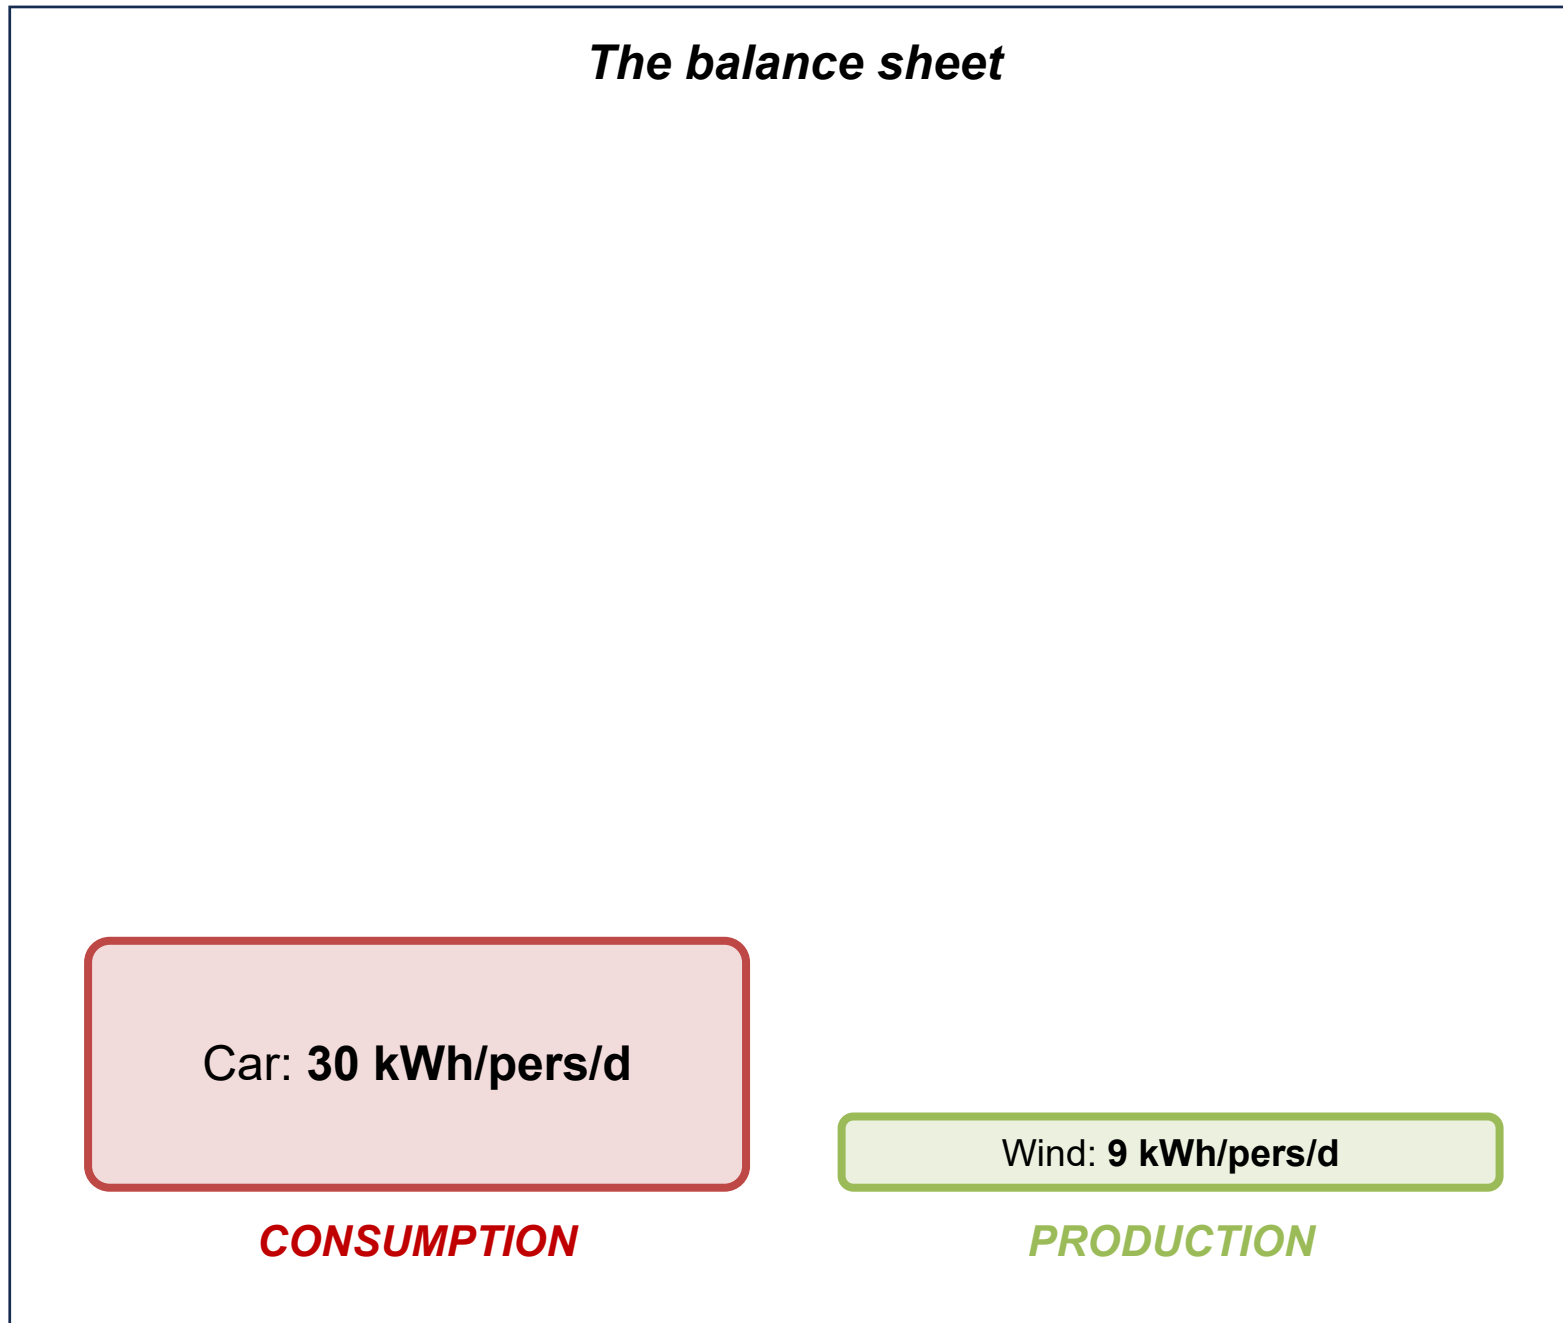 The balance sheet
Car: 30 kWh/pers/d
Wind: 9 kWh/pers/d
CONSUMPTION
PRODUCTION